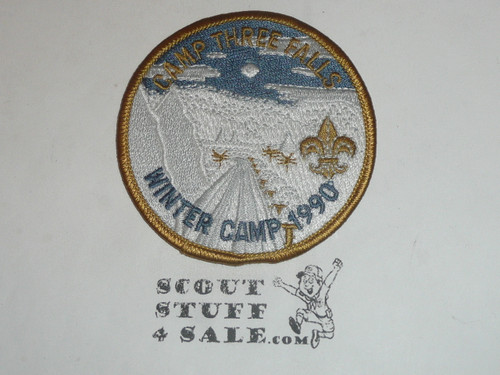 CAMP THREE FALLS
WINTER CAMP 1990
SCOUT
STUFF
4 SALE.com